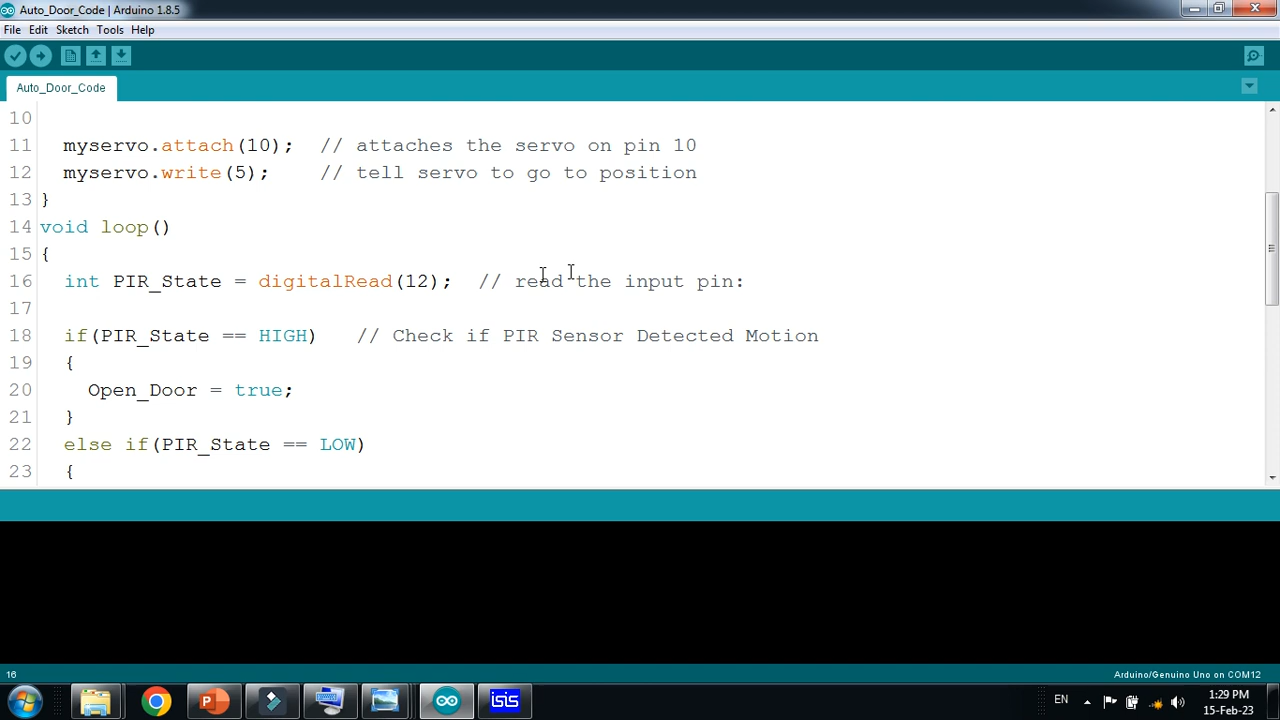 Auto_Door_Code | Arduino 1.8.5
File Edit Sketch Tools Help
Auto_Door_Code
10
11 myservo.attach(10); // attaches the servo on pin 10
12 myservo.write(5); // tell servo to go to position
13 }
14 void loop()
15 {
16 int PIR_State = digitalRead(12); // read the input pin:
17
18 if(PIR_State == HIGH) // Check if PIR Sensor Detected Motion
19 {
20 Open_Door = true;
21 }
22 else if(PIR_State == LOW)
23 {
16 Arduino/Genuino Uno on COM12
isis
EN
1:29 PM
15-Feb-23